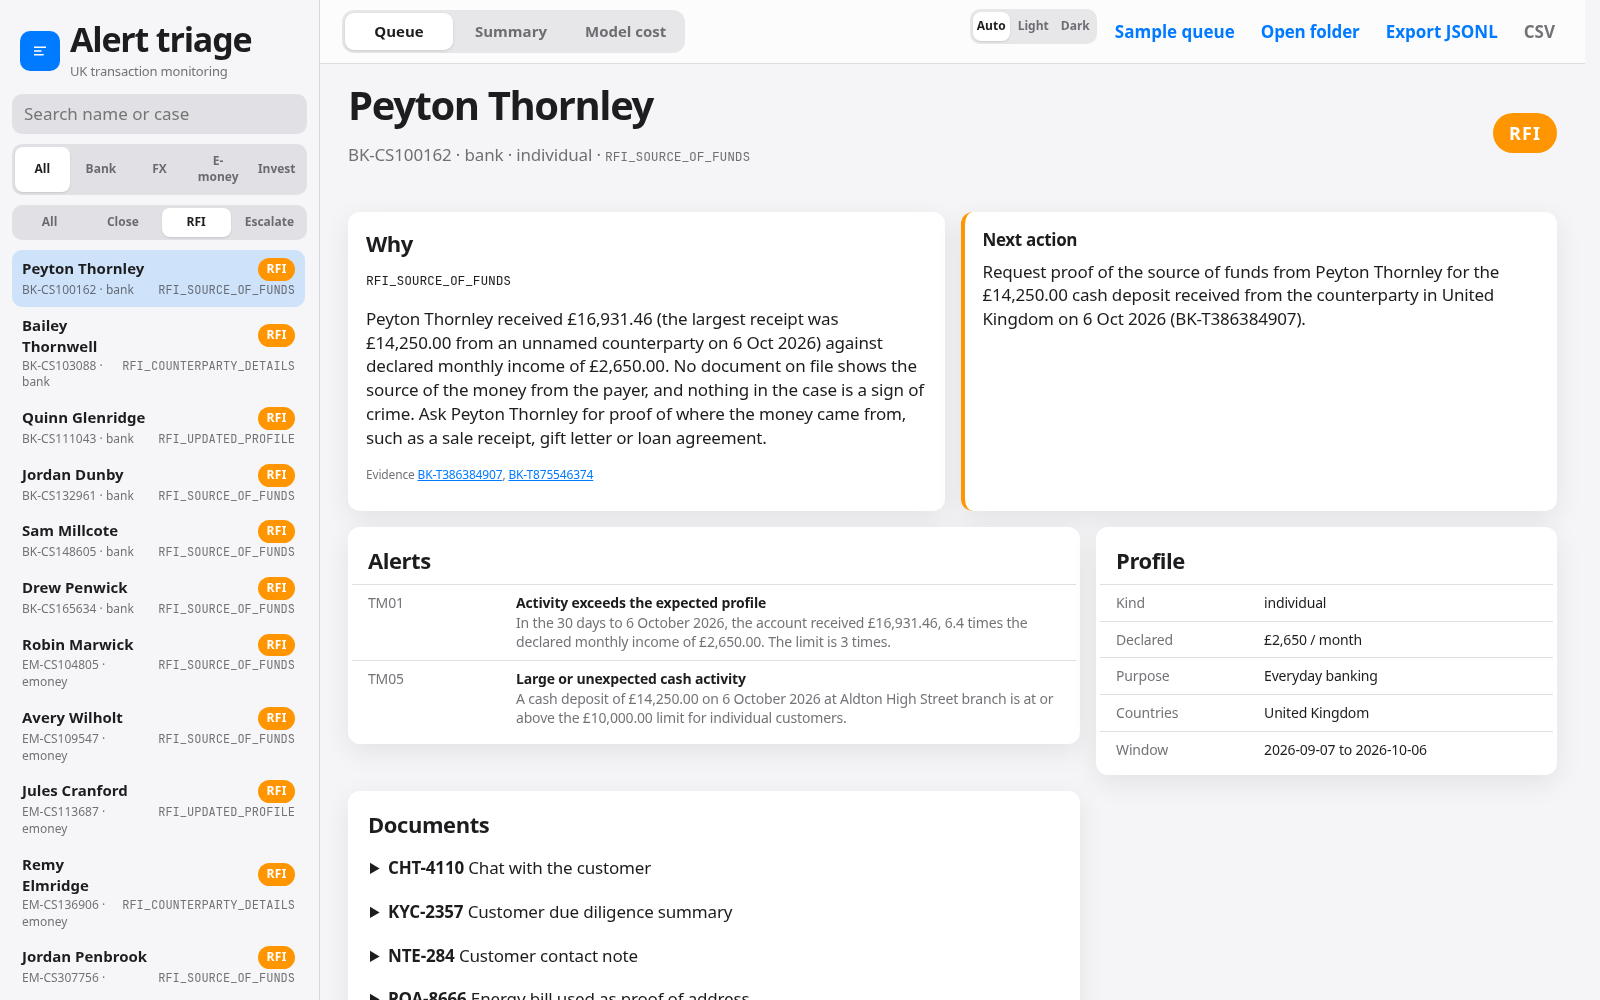 Alert triage
UK transaction monitoring
Search name or case
All Bank FX E-money Invest
All Close RFI Escalate
Peyton Thornley RFI
BK-CS100162 · bank RFI_SOURCE_OF_FUNDS
Bailey
Thornwell RFI
BK-CS103088 · RFI_COUNTERPARTY_DETAILS
bank
Quinn Glenridge RFI
BK-CS111043 · bank RFI_UPDATED_PROFILE
Jordan Dunby RFI
BK-CS132961 · bank RFI_SOURCE_OF_FUNDS
Sam Millcote RFI
BK-CS148605 · bank RFI_SOURCE_OF_FUNDS
Drew Penwick RFI
BK-CS165634 · bank RFI_SOURCE_OF_FUNDS
Robin Marwick RFI
EM-CS104805 · RFI_SOURCE_OF_FUNDS
emoney
Avery Wilholt RFI
EM-CS109547 · RFI_SOURCE_OF_FUNDS
emoney
Jules Cranford RFI
EM-CS113687 · RFI_UPDATED_PROFILE
emoney
Remy
Elmridge RFI
EM-CS136906 · RFI_COUNTERPARTY_DETAILS
emoney
Jordan Penbrook RFI
EM-CS307756 · RFI_SOURCE_OF_FUNDS
Queue Summary Model cost
Auto Light Dark Sample queue Open folder Export JSONL CSV
Peyton Thornley
BK-CS100162 · bank · individual · RFI_SOURCE_OF_FUNDS
RFI
Why
RFI_SOURCE_OF_FUNDS
Peyton Thornley received £16,931.46 (the largest receipt was
£14,250.00 from an unnamed counterparty on 6 Oct 2026) against
declared monthly income of £2,650.00. No document on file shows the
source of the money from the payer, and nothing in the case is a sign of
crime. Ask Peyton Thornley for proof of where the money came from,
such as a sale receipt, gift letter or loan agreement.
Evidence BK-T386384907, BK-T875546374
Next action
Request proof of the source of funds from Peyton Thornley for the
£14,250.00 cash deposit received from the counterparty in United
Kingdom on 6 Oct 2026 (BK-T386384907).
Alerts
TM01 Activity exceeds the expected profile
In the 30 days to 6 October 2026, the account received £16,931.46, 6.4 times the
declared monthly income of £2,650.00. The limit is 3 times.
TM05 Large or unexpected cash activity
A cash deposit of £14,250.00 on 6 October 2026 at Aldton High Street branch is at or
above the £10,000.00 limit for individual customers.
Profile
Kind individual
Declared £2,650 / month
Purpose Everyday banking
Countries United Kingdom
Window 2026-09-07 to 2026-10-06
Documents
CHT-4110 Chat with the customer
KYC-2357 Customer due diligence summary
NTE-284 Customer contact note
POA-8666 Energy bill used as proof of address